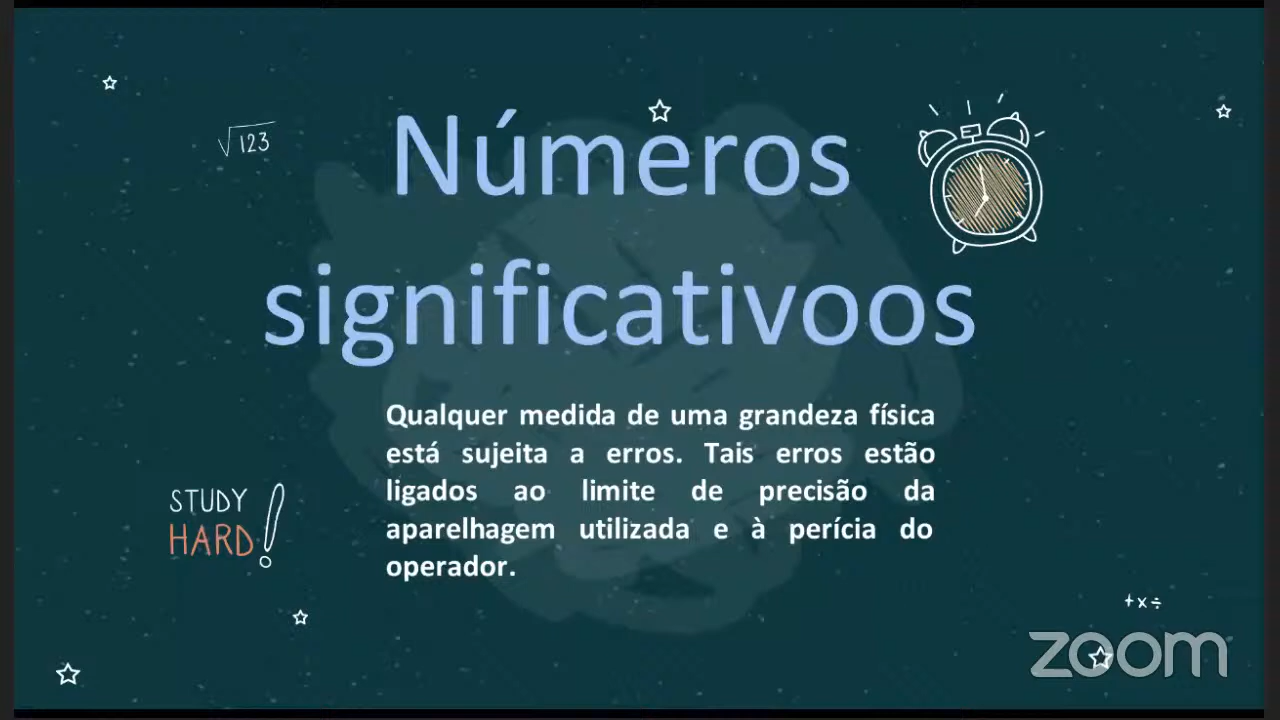 √123
Números
significativoos
Qualquer medida de uma grandeza física
está sujeita a erros. Tais erros estão
ligados ao limite de precisão da
aparelhagem utilizada e à perícia do
operador.
STUDY
HARD!
+x÷
zoom